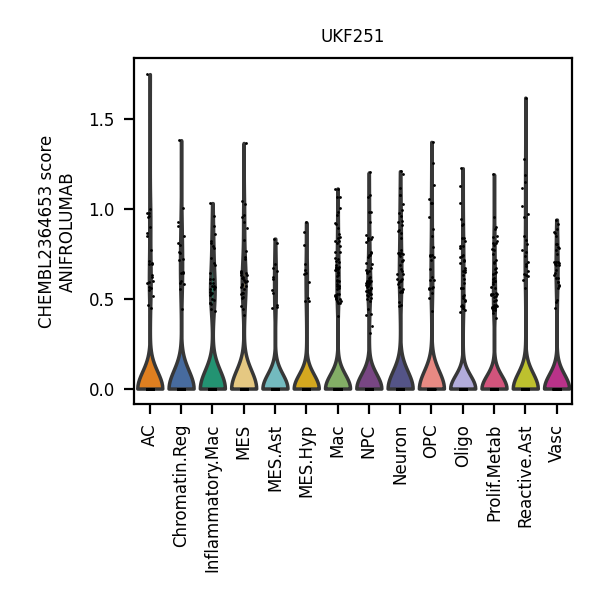 UKF251
CHEMBL2364653 score
ANIFROLUMAB
1.5
1.0
0.5
0.0
AC
Chromatin.Reg
Inflammatory.Mac
MES
MES.Ast
MES.Hyp
Mac
NPC
Neuron
OPC
Oligo
Prolif.Metab
Reactive.Ast
Vasc